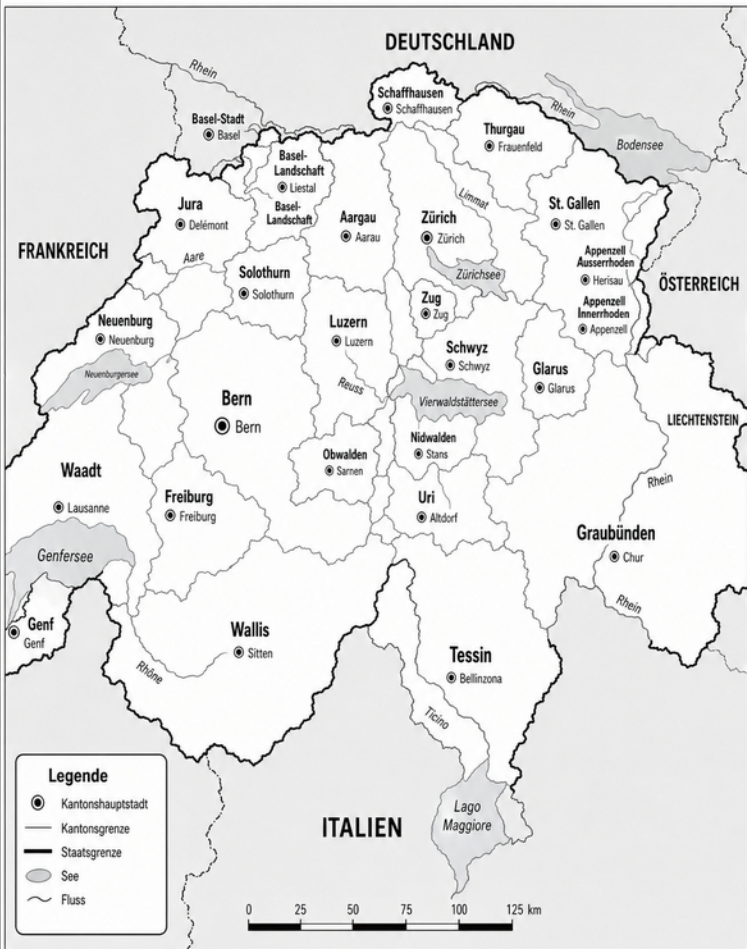 DEUTSCHLAND
Rhein
Schaffhausen
Schaffhausen
Rhein
Basel-Stadt
Basel
Thurgau
Frauenfeld
Bodensee
Basel-
Landschaft
Liestal
Basel-
Landschaft
Jura
Delémont
Aargau
Aarau
Limmat
Zürich
Zürich
St. Gallen
St. Gallen
FRANKREICH
Aare
Solothurn
Solothurn
Zürichsee
Appenzell
Ausserrhoden
Herisau
ÖSTERREICH
Appenzell
Innerrhoden
Appenzell
Zug
Zug
Neuenburg
Neuenburg
Neuenburgersee
Luzern
Luzern
Reuss
Schwyz
Schwyz
Glarus
Glarus
Vierwaldstättersee
Bern
Bern
LIECHTENSTEIN
Nidwalden
Stans
Obwalden
Sarnen
Waadt
Lausanne
Freiburg
Freiburg
Uri
Altdorf
Rhein
Graubünden
Chur
Genfersee
Rhein
Genf
Genf
Wallis
Sitten
Rhône
Tessin
Bellinzona
Ticino
Lago
Maggiore
ITALIEN
Legende
Kantonshauptstadt
Kantonsgrenze
Staatsgrenze
See
Fluss
0 25 50 75 100 125 km